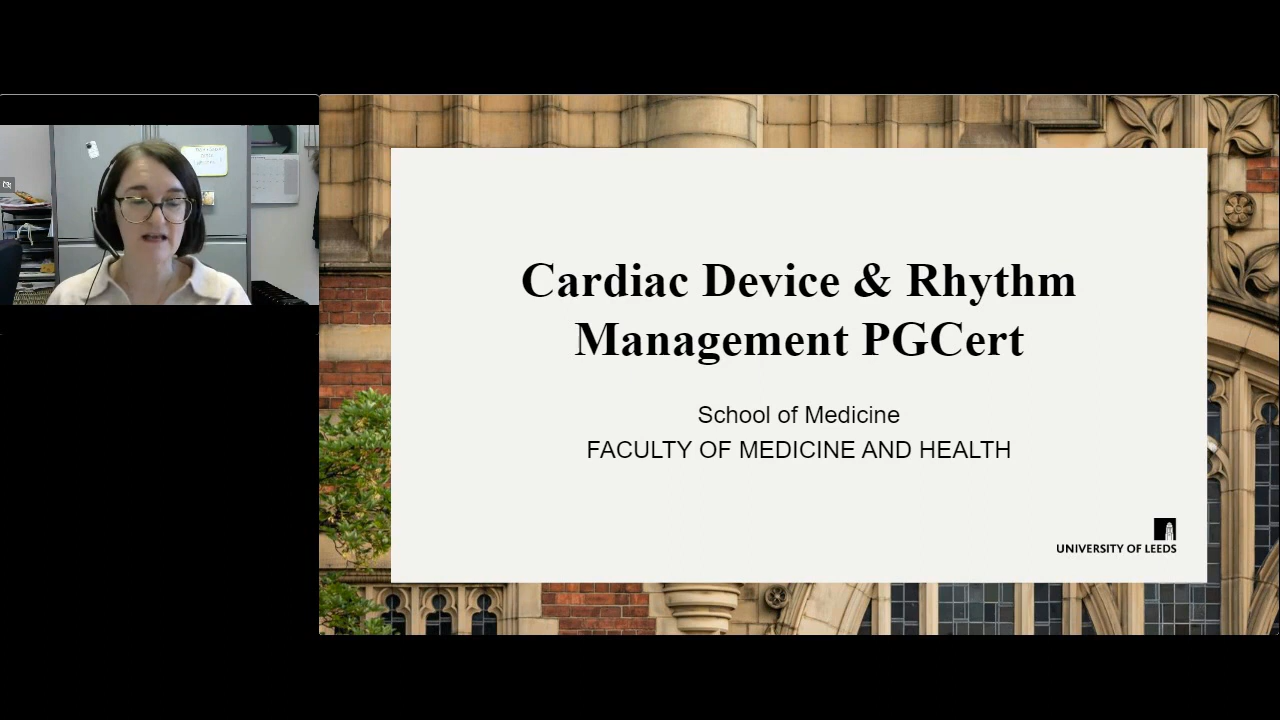 Cardiac Device & Rhythm
Management PGCert
School of Medicine
FACULTY OF MEDICINE AND HEALTH
UNIVERSITY OF LEEDS